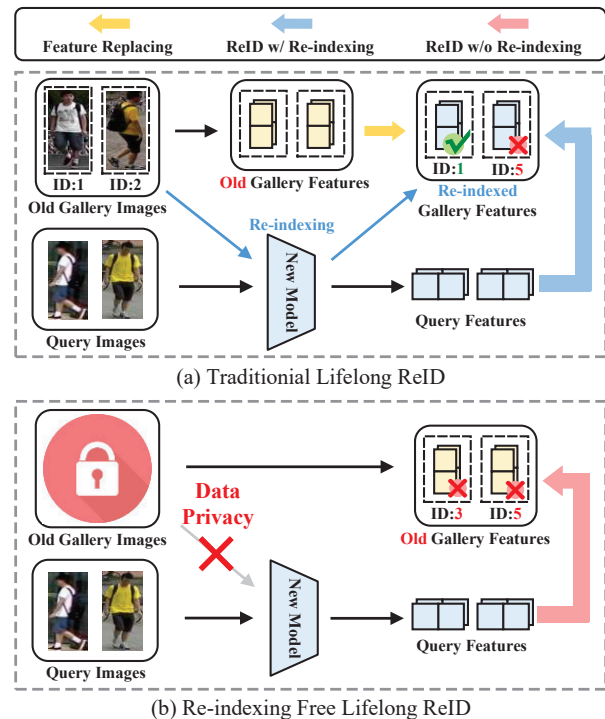 Feature Replacing
ReID w/ Re-indexing
ReID w/o Re-indexing
ID:1
ID:2
Old Gallery Images
Old Gallery Features
ID:1
ID:5
Re-indexed
Gallery Features
Re-indexing
New Model
Query Images
Query Features
(a) Traditionial Lifelong ReID
Old Gallery Images
Data
Privacy
ID:3
ID:5
Old Gallery Features
New Model
Query Images
Query Features
(b) Re-indexing Free Lifelong ReID